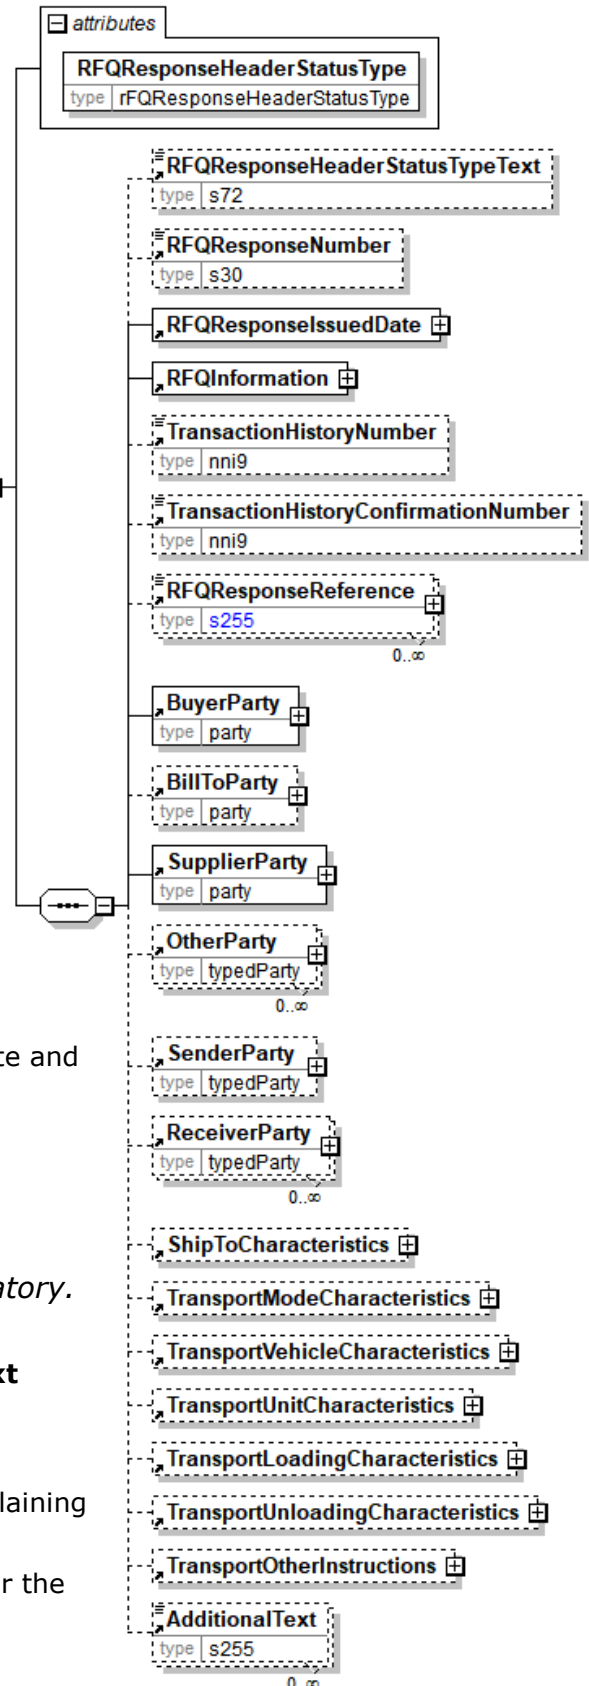 attributes
RFQResponseHeaderStatusType
type rFQResponseHeaderStatusType
RFQResponseHeaderStatusTypeText
type s72
RFQResponseNumber
type s30
RFQResponseIssuedDate
RFQInformation
TransactionHistoryNumber
type nni9
TransactionHistoryConfirmationNumber
type nni9
RFQResponseReference
type s255
0..∞
BuyerParty
type party
BillToParty
type party
SupplierParty
type party
OtherParty
type typedParty
0..∞
te and
SenderParty
type typedParty
ReceiverParty
type typedParty
0..∞
ShipToCharacteristics
atory.
TransportModeCharacteristics
TransportVehicleCharacteristics
xt
TransportUnitCharacteristics
TransportLoadingCharacteristics
laining
TransportUnloadingCharacteristics
TransportOtherInstructions
r the
AdditionalText
type s255
0..∞